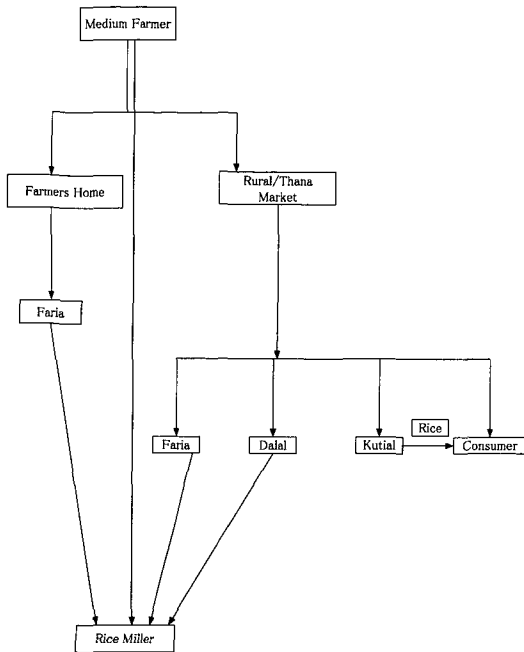 Medium Farmer
Farmers Home
Rural/Thana
Market
Faria
Rice
Faria
Dalal
Kutial
Consumer
Rice Miller